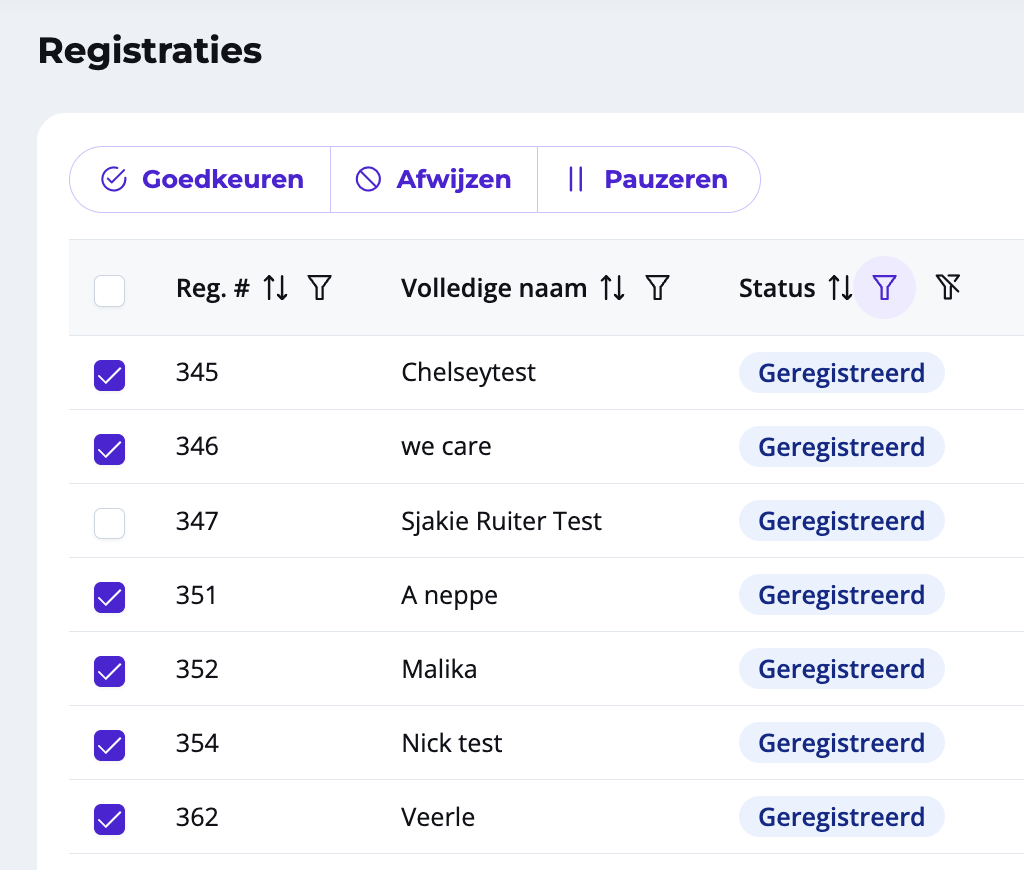 Registraties
Goedkeuren Afwijzen Pauzeren
Reg. # Volledige naam Status
345 Chelseytest Geregistreerd
346 we care Geregistreerd
347 Sjakie Ruiter Test Geregistreerd
351 A neppe Geregistreerd
352 Malika Geregistreerd
354 Nick test Geregistreerd
362 Veerle Geregistreerd